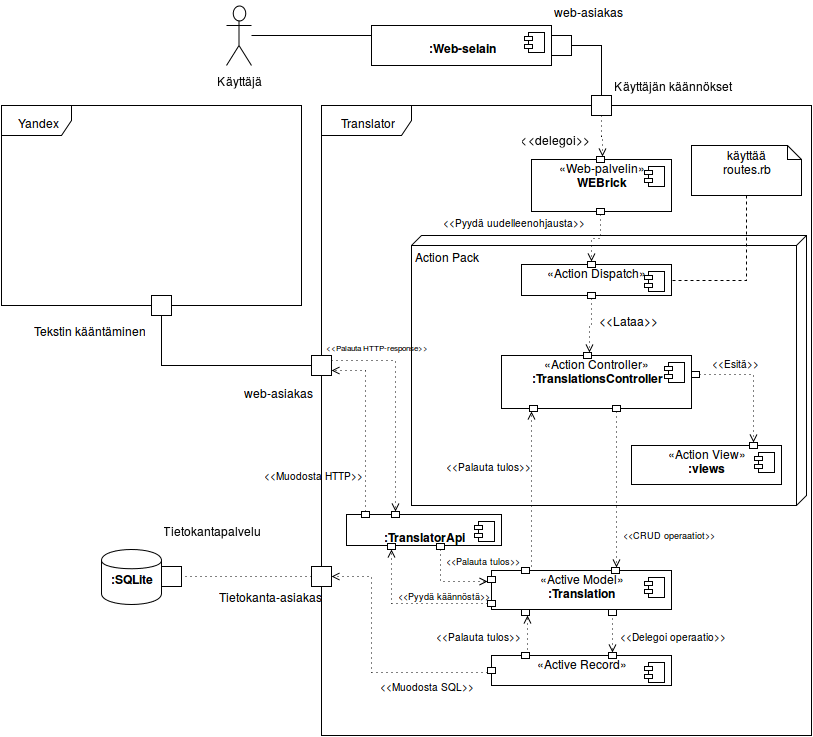 web-asiakas
:Web-selain
Käyttäjä
Käyttäjän käännökset
Yandex
Translator
<<delegoi>>
käyttää
routes.rb
«Web-palvelin»
WEBrick
<<Pyydä uudelleenohjausta>>
Action Pack
«Action Dispatch»
<<Lataa>>
Tekstin kääntäminen
<<Palauta HTTP-response>>
«Action Controller»
:TranslationsController
<<Esitä>>
web-asiakas
«Action View»
:views
<<Palauta tulos>>
<<Muodosta HTTP>>
Tietokantapalvelu
:TranslatorApi
<<CRUD operaatiot>>
<<Palauta tulos>>
:SQLite
«Active Model»
:Translation
Tietokanta-asiakas
<<Pyydä käännöstä>>
<<Palauta tulos>>
<<Delegoi operaatio>>
«Active Record»
<<Muodosta SQL>>